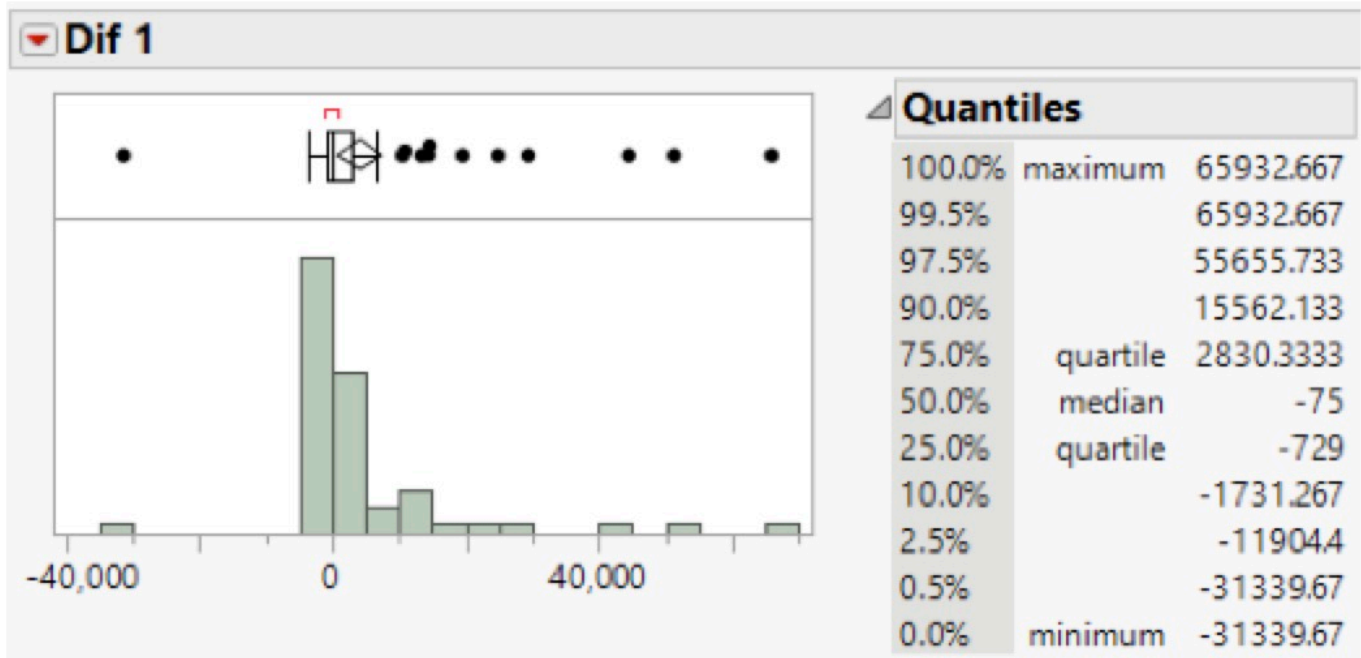 Dif 1
-40,000 0 40,000
Quantiles
100.0% maximum 65932.667
99.5% 65932.667
97.5% 55655.733
90.0% 15562.133
75.0% quartile 2830.3333
50.0% median -75
25.0% quartile -729
10.0% -1731.267
2.5% -11904.4
0.5% -31339.67
0.0% minimum -31339.67